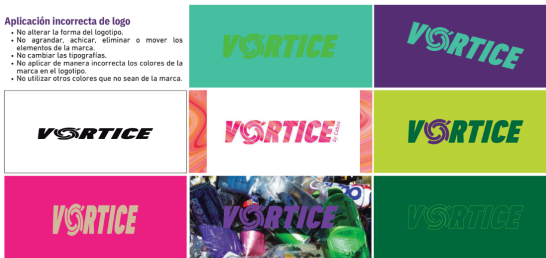 Aplicación incorrecta de logo
• No alterar la forma del logotipo.
• No agrandar, achicar, eliminar o mover los
elementos de la marca.
• No cambiar las tipografías.
• No aplicar de manera incorrecta los colores de la
marca en el logotipo.
• No utilizar otros colores que no sean de la marca.
VORTICE
VORTICE
VORTICE
VORTICE
VORTICE
VORTICE
VORTICE
VORTICE